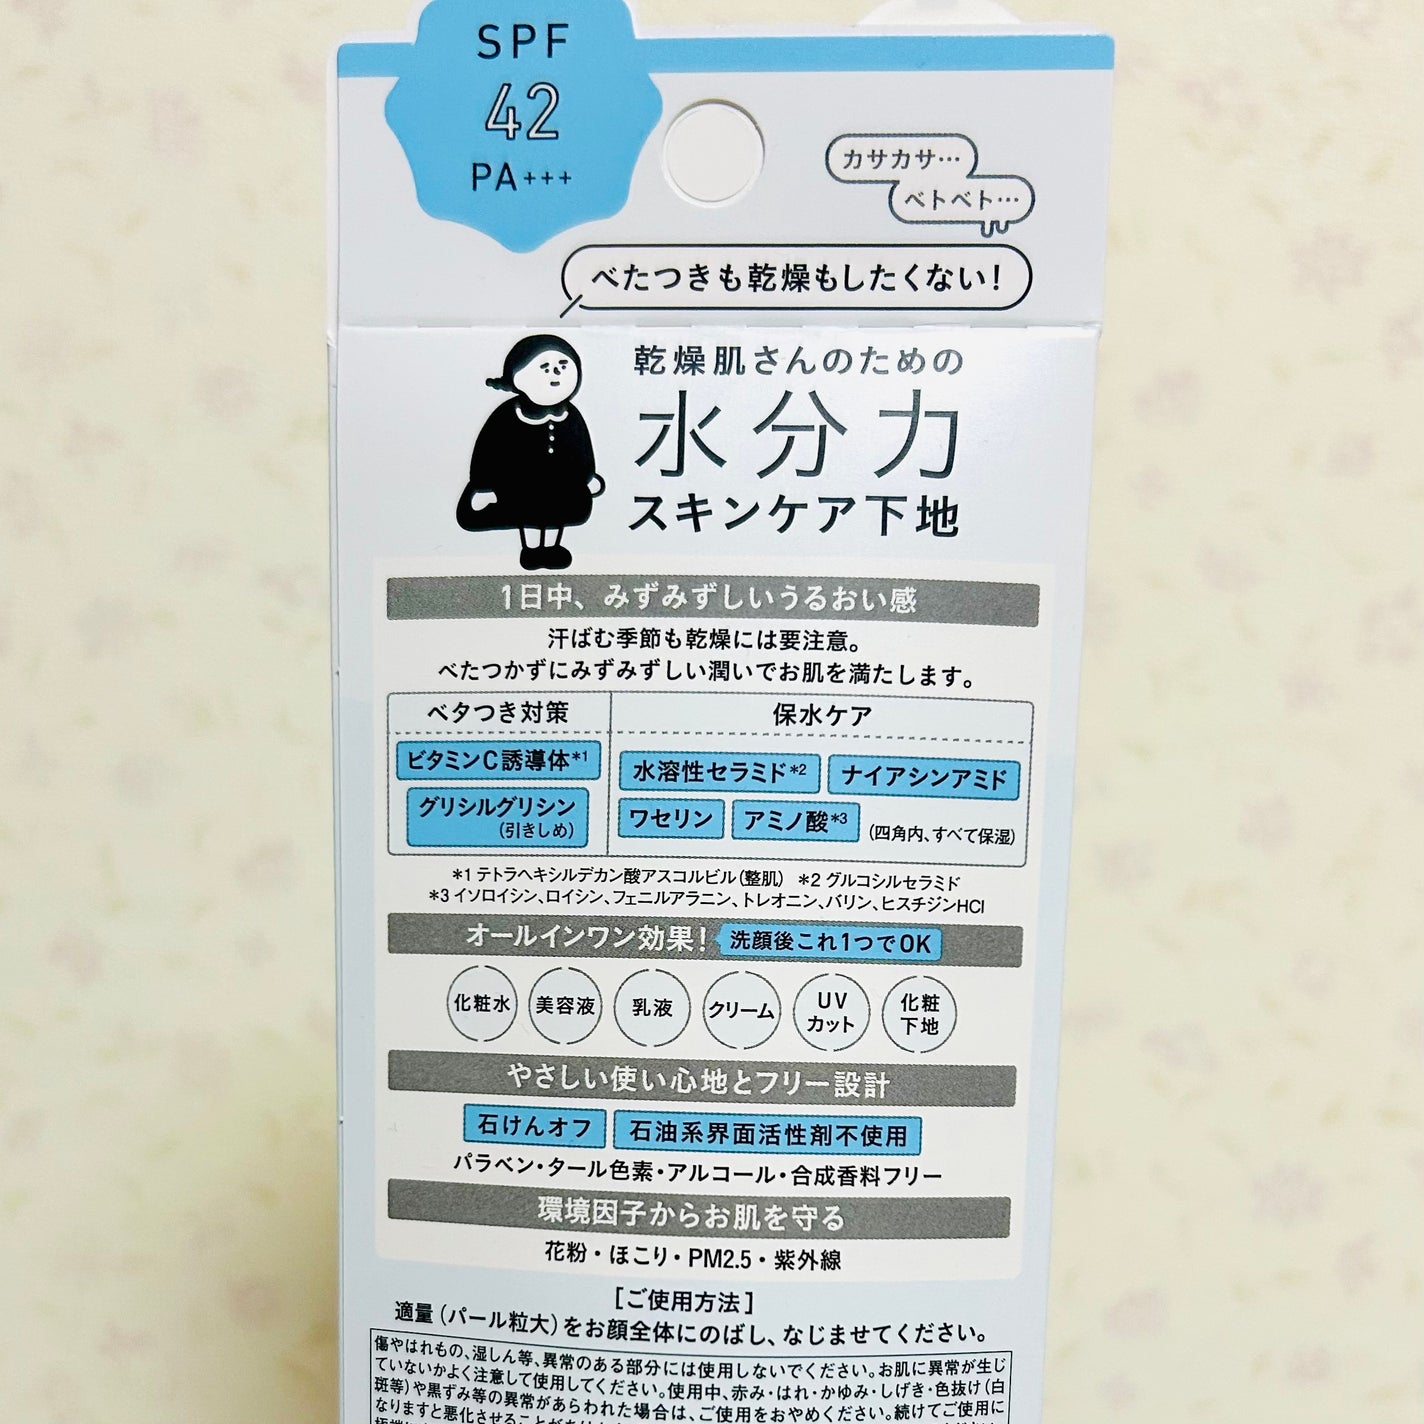 SPF
42
PA+++
カサカサ…
ベトベト…
べたつきも乾燥もしたくない！
乾燥肌さんのための
水分力
スキンケア下地
1日中、みずみずしいうるおい感
汗ばむ季節も乾燥には要注意。
べたつかずにみずみずしい潤いでお肌を満たします。
ベタつき対策 保水ケア
ビタミンC誘導体*1 水溶性セラミド*2 ナイアシンアミド
グリシルグリシン
（引きしめ）
ワセリン アミノ酸*3 （四角内、すべて保湿）
*1 テトラヘキシルデカン酸アスコルビル（整肌） *2 グルコシルセラミド
*3 イソロイシン、ロイシン、フェニルアラニン、トレオニン、バリン、ヒスチジンHCl
オールインワン効果！ 洗顔後これ1つでOK
化粧水 美容液 乳液 クリーム UVカット 化粧下地
やさしい使い心地とフリー設計
石けんオフ 石油系界面活性剤不使用
パラベン・タール色素・アルコール・合成香料フリー
環境因子からお肌を守る
花粉・ほこり・PM2.5・紫外線
［ご使用方法］
適量（パール粒大）をお顔全体にのばし、なじませてください。
傷やはれもの、湿しん等、異常のある部分には使用しないでください。お肌に異常が生じ
ていないかよく注意して使用してください。使用中、赤み・はれ・かゆみ・しげき・色抜け（白
斑等）や黒ずみ等の異常があらわれた場合は、ご使用をおやめください。続けてご使用に
なりますと悪化させることが